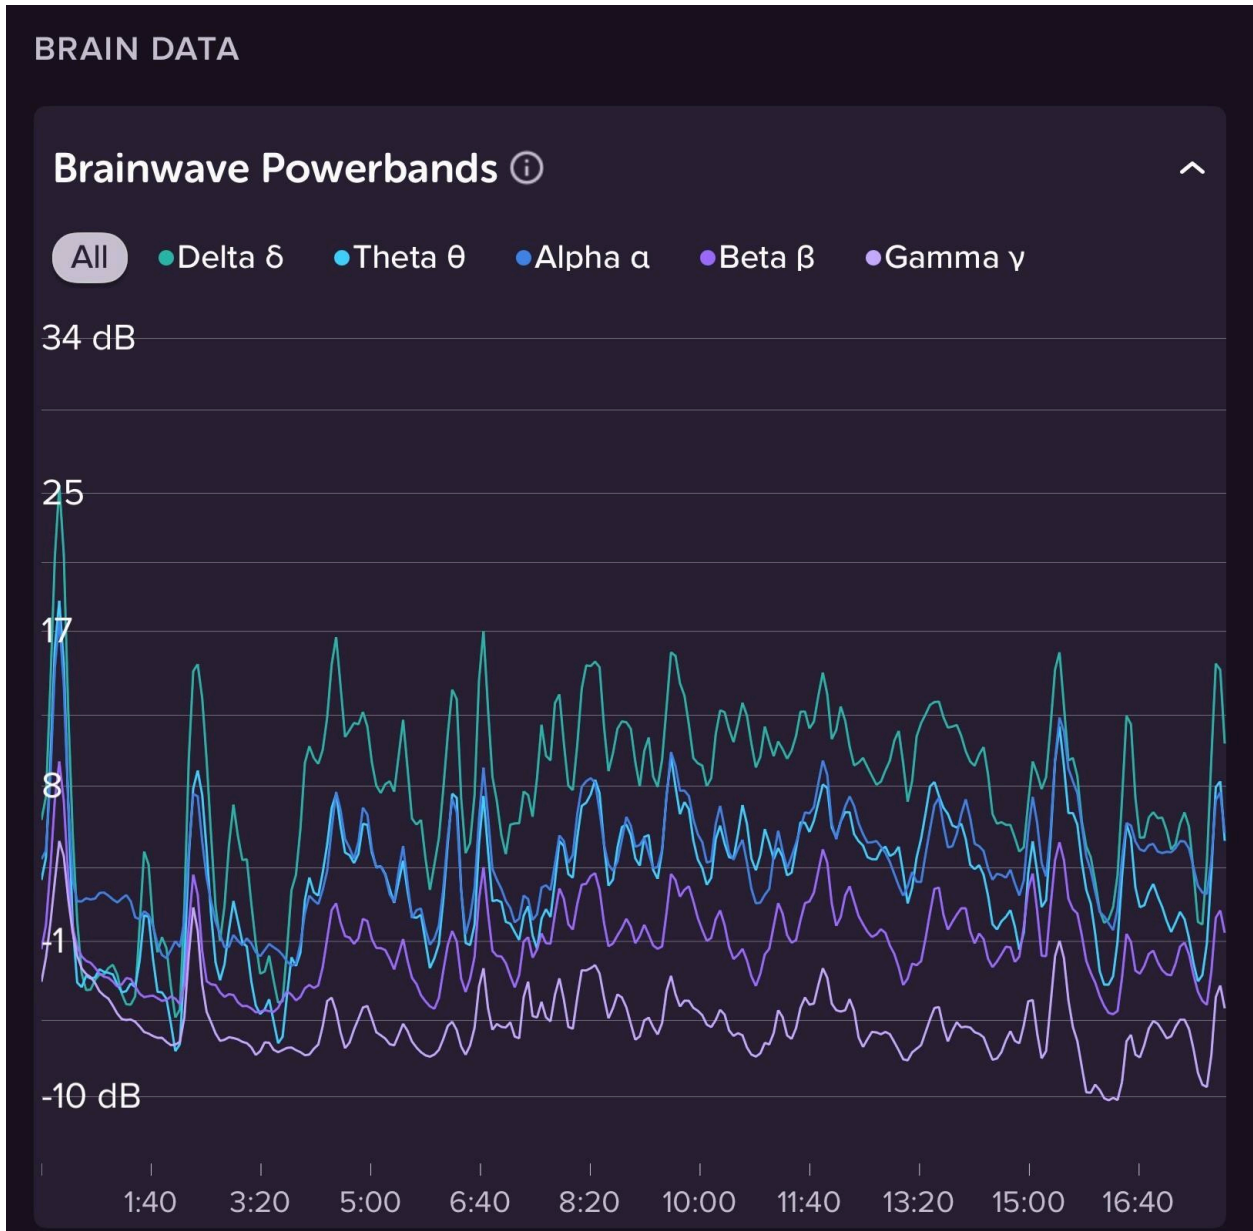 BRAIN DATA
Brainwave Powerbands
All Delta δ Theta θ Alpha α Beta β Gamma γ
34 dB
25
17
8
-1
-10 dB
1:40 3:20 5:00 6:40 8:20 10:00 11:40 13:20 15:00 16:40